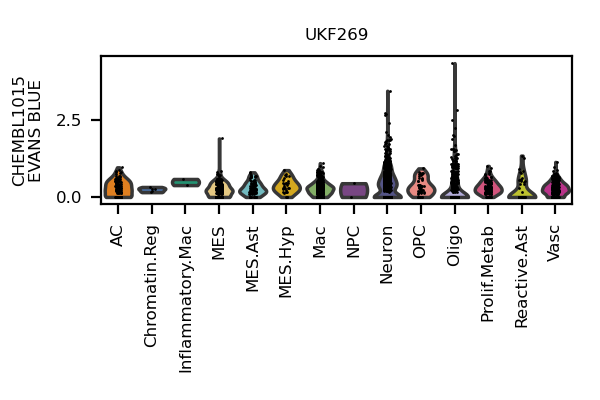 UKF269
CHEMBL1015
EVANS BLUE
2.5
0.0
AC
Chromatin.Reg
Inflammatory.Mac
MES
MES.Ast
MES.Hyp
Mac
NPC
Neuron
OPC
Oligo
Prolif.Metab
Reactive.Ast
Vasc